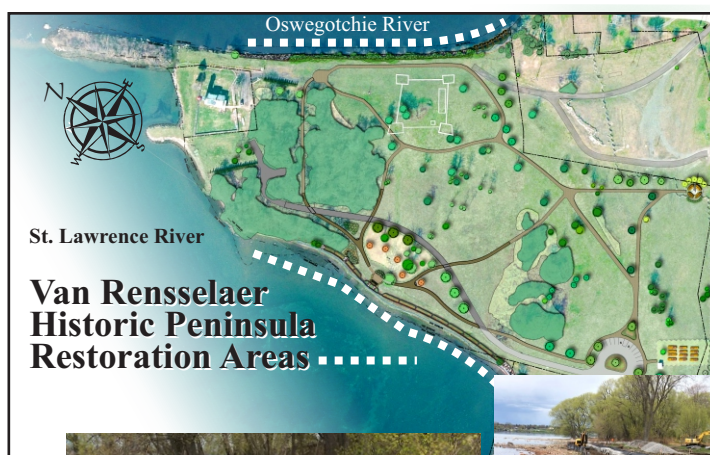 Oswegotchie River
N
E
W
S
St. Lawrence River
Van Rensselaer
Historic Peninsula
Restoration Areas